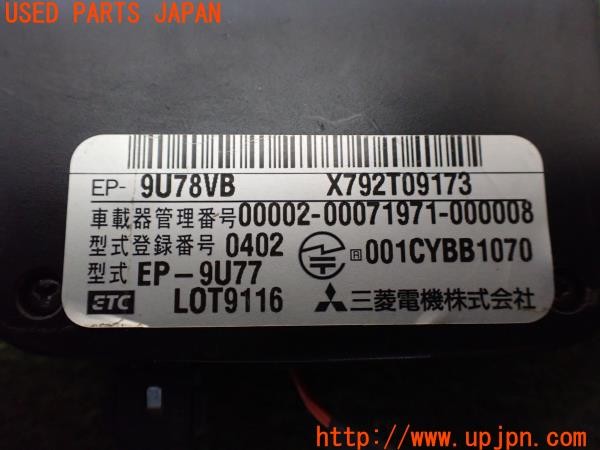 USED PARTS JAPAN
EP- 9U78VB X792T09173
車載器管理番号00002-00071971-000008
型式登録番号 0402 R 001CYBB1070
型式 EP-9U77
ETC LOT9116 三菱電機株式会社
http://www.upjpn.com/